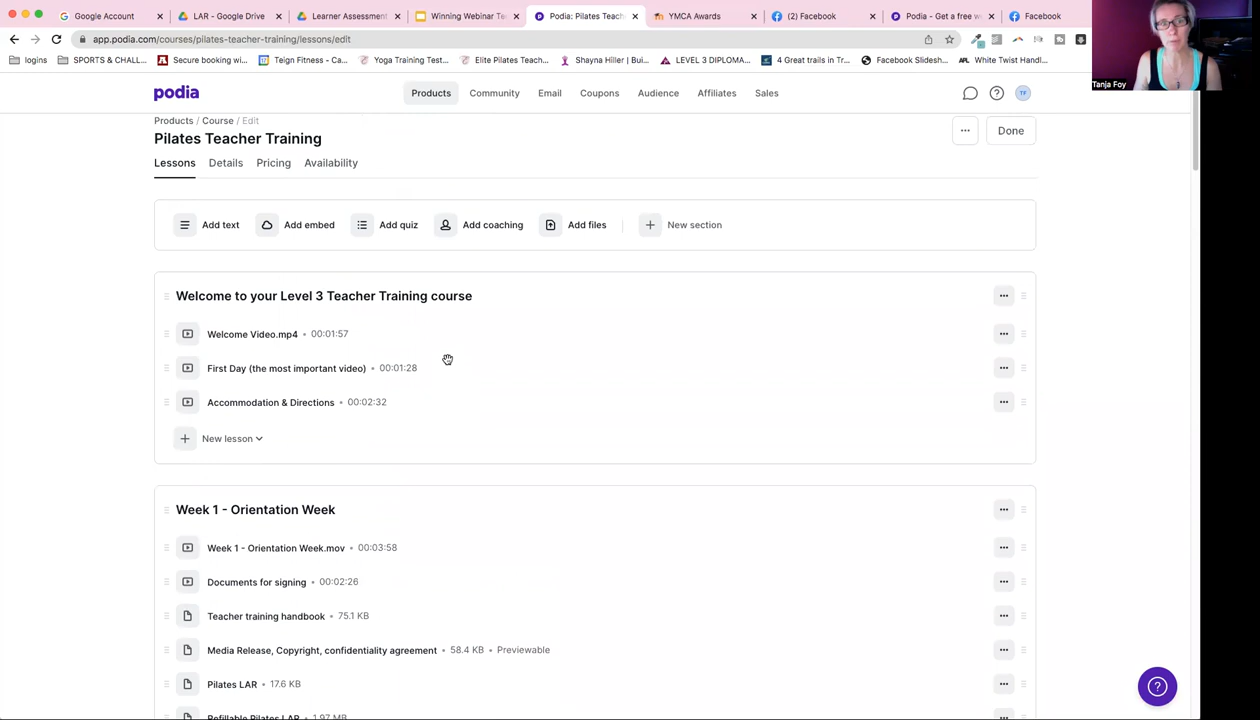 Google Account
LAR - Google Drive
Learner Assessment
Winning Webinar Te
Podia: Pilates Teach
YMCA Awards
(2) Facebook
Podia - Get a free w
Facebook
app.podia.com/courses/pilates-teacher-training/lessons/edit
logins
SPORTS & CHALL...
Secure booking wi...
Teign Fitness - Ca...
Yoga Training Test...
Elite Pilates Teach...
Shayna Hiller | Bui...
LEVEL 3 DIPLOMA...
4 Great trails in Tr...
Facebook Slidesh...
APL White Twist Handl...
Tanja Foy
podia
Products
Community
Email
Coupons
Audience
Affiliates
Sales
TF
Products / Course / Edit
Pilates Teacher Training
Done
Lessons
Details
Pricing
Availability
Add text
Add embed
Add quiz
Add coaching
Add files
New section
Welcome to your Level 3 Teacher Training course
Welcome Video.mp4 • 00:01:57
First Day (the most important video) • 00:01:28
Accommodation & Directions • 00:02:32
New lesson
Week 1 - Orientation Week
Week 1 - Orientation Week.mov • 00:03:58
Documents for signing • 00:02:26
Teacher training handbook • 75.1 KB
Media Release, Copyright, confidentiality agreement • 58.4 KB • Previewable
Pilates LAR • 17.6 KB
Refillable Pilates LAR • 1.97 MB